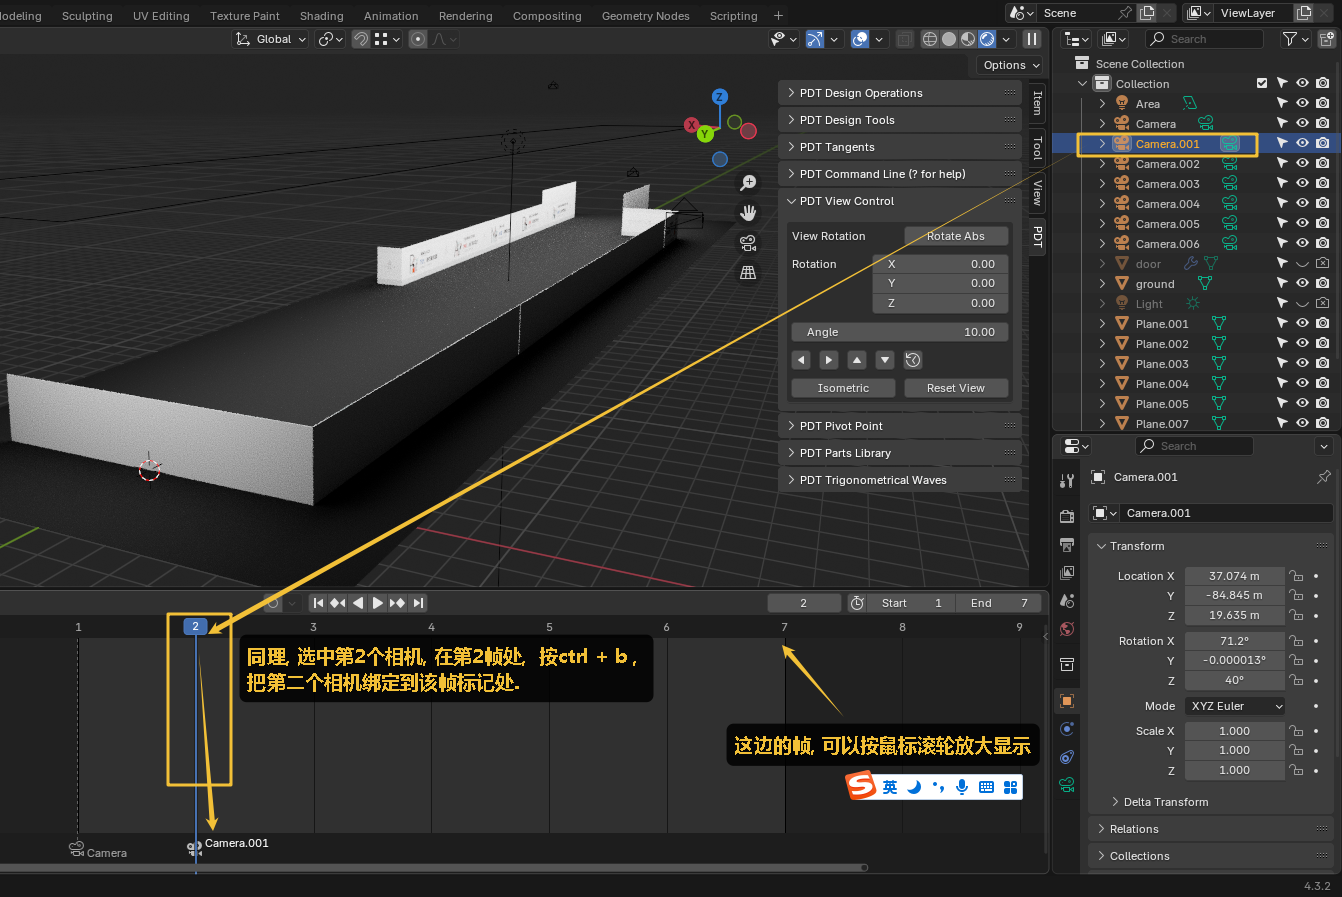 odeling Sculpting UV Editing Texture Paint Shading Animation Rendering Compositing Geometry Nodes Scripting +
Scene
ViewLayer
Global
Search
Options
Scene Collection
Collection
Area
Camera
Camera.001
Camera.002
Camera.003
Camera.004
Camera.005
Camera.006
door
ground
Light
Plane.001
Plane.002
Plane.003
Plane.004
Plane.005
Plane.007
Z
X
Y
PDT Design Operations
PDT Design Tools
PDT Tangents
PDT Command Line (? for help)
PDT View Control
View Rotation Rotate Abs
Rotation X 0.00
Y 0.00
Z 0.00
Angle 10.00
Isometric Reset View
PDT Pivot Point
PDT Parts Library
PDT Trigonometrical Waves
Item
Tool
View
PDT
Search
Camera.001
Camera.001
Transform
Location X 37.074 m
Y -84.845 m
Z 19.635 m
Rotation X 71.2°
Y -0.000013°
Z 40°
Mode XYZ Euler
Scale X 1.000
Y 1.000
Z 1.000
Delta Transform
Relations
Collections
2 Start 1 End 7
1 2 3 4 5 6 7 8 9
同理, 选中第2个相机, 在第2帧处, 按ctrl + b ,
把第二个相机绑定到该帧标记处.
这边的帧, 可以按鼠标滚轮放大显示
S 英
Camera
Camera.001
4.3.2